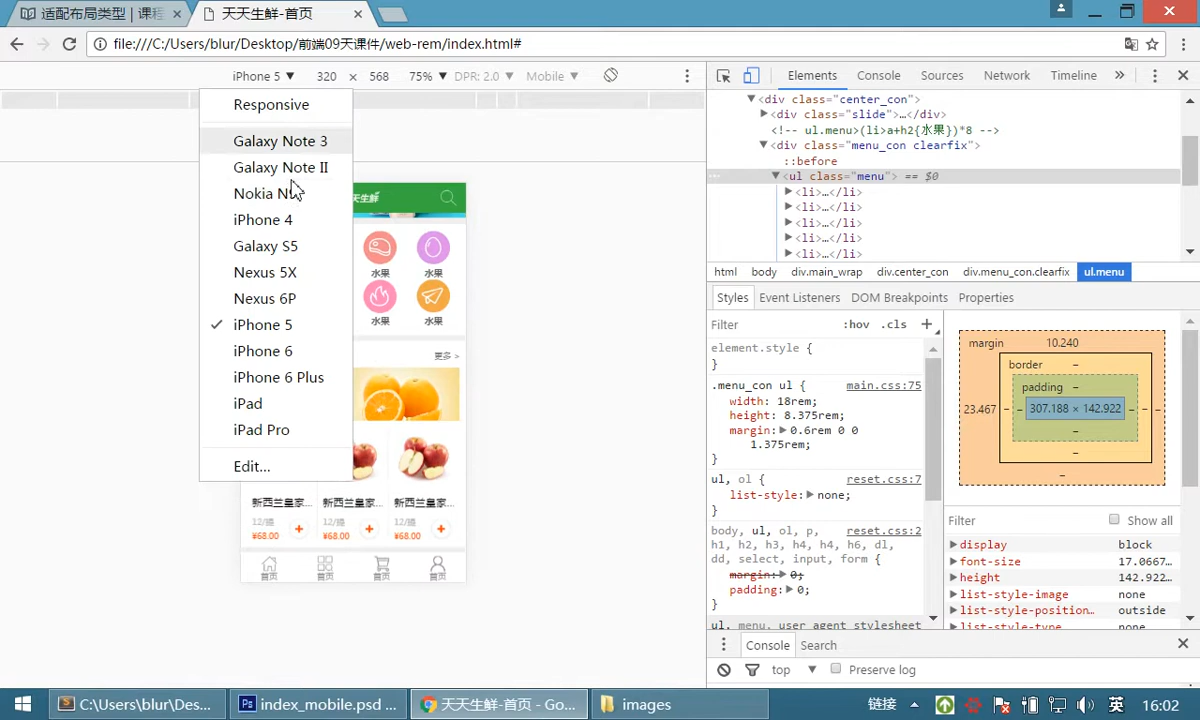 适配布局类型 | 课程
天天生鲜-首页
file:///C:/Users/blur/Desktop/前端09天课件/web-rem/index.html#
iPhone 5 ▼ 320 × 568 75% ▼ DPR: 2.0 ▼ Mobile ▼
Responsive
Galaxy Note 3
Galaxy Note II
iPhone 4
Galaxy S5
Nexus 5X
Nexus 6P
iPhone 5
iPhone 6
iPhone 6 Plus
iPad
iPad Pro
Edit...
天生鲜
水果 水果
水果 水果
更多 >
新西兰皇家... 新西兰皇家... 新西兰皇家...
¥68.00 ¥68.00 ¥68.00
首页 首页 首页 首页
Elements Console Sources Network Timeline »
▼<div class="center_con">
▶<div class="slide">…</div>
<!-- ul.menu>(li>a+h2{水果})*8 -->
▼<div class="menu_con clearfix">
::before
▼<ul class="menu"> == $0
▶<li>…</li>
▶<li>…</li>
▶<li>…</li>
▶<li>…</li>
▶<li>…</li>
html body div.main_wrap div.center_con div.menu_con.clearfix ul.menu
Styles Event Listeners DOM Breakpoints Properties
Filter :hov .cls +
element.style {
}
.menu_con ul { main.css:75
width: 18rem;
height: 8.375rem;
margin:▶0.6rem 0 0
1.375rem;
}
ul, ol { reset.css:7
list-style:▶none;
}
body, ul, ol, p, reset.css:2
h1, h2, h3, h4, h4, h6, dl,
dd, select, input, form {
margin:▶0;
padding:▶0;
}
ul, menu, user agent stylesheet
margin 10.240
border –
padding –
23.467 – – 307.188 × 142.922 – – –
–
–
–
Filter Show all
▶display block
▶font-size 17.0667…
▶height 142.922…
▶list-style-image none
▶list-style-position… outside
▶list-style-type none
Console Search
top ▼ Preserve log
C:\Users\blur\Des...
index_mobile.psd ...
天天生鲜-首页 - Go...
images
链接
英 16:02